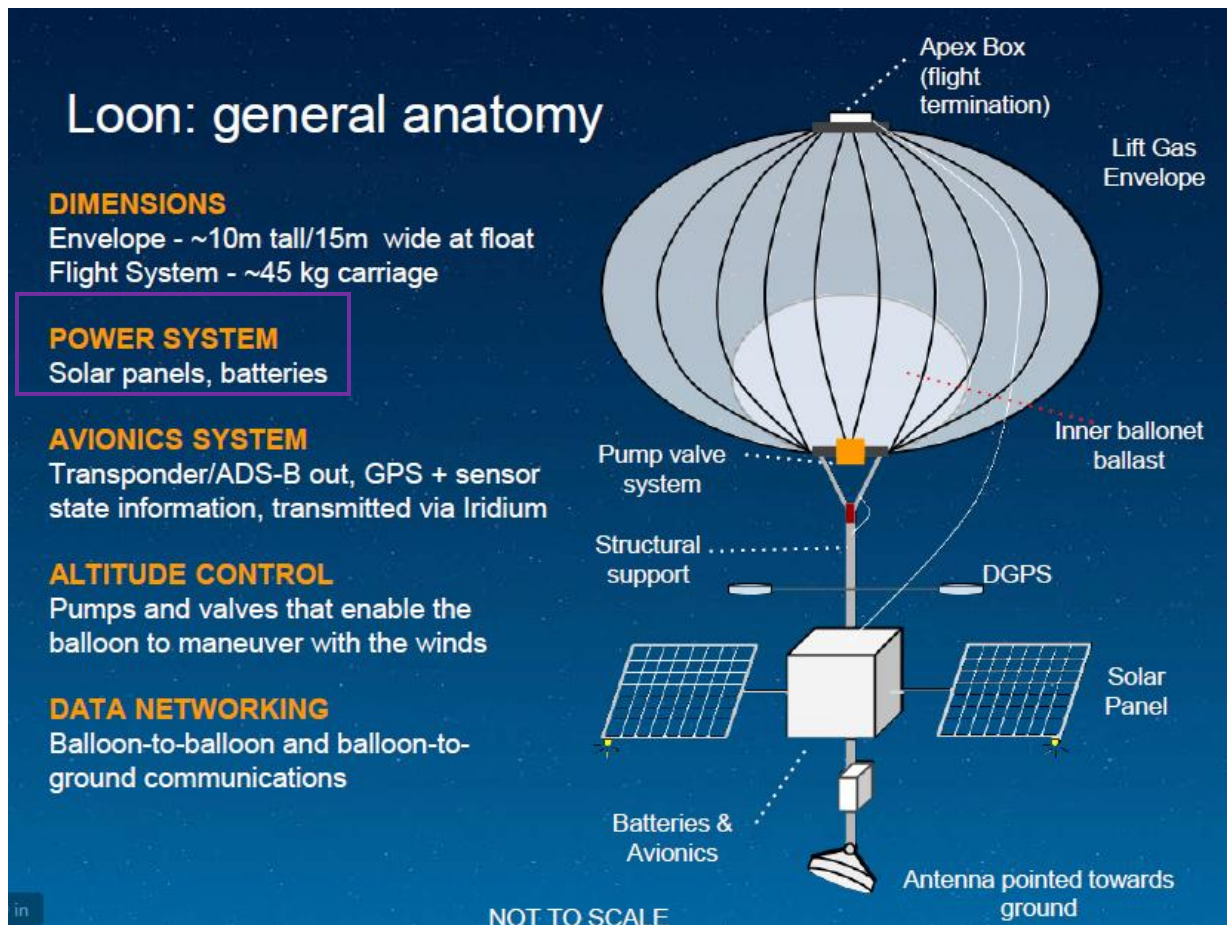 Loon: general anatomy
DIMENSIONS
Envelope - ~10m tall/15m wide at float
Flight System - ~45 kg carriage
POWER SYSTEM
Solar panels, batteries
AVIONICS SYSTEM
Transponder/ADS-B out, GPS + sensor
state information, transmitted via Iridium
ALTITUDE CONTROL
Pumps and valves that enable the
balloon to maneuver with the winds
DATA NETWORKING
Balloon-to-balloon and balloon-to-
ground communications
Apex Box
(flight
termination)
Lift Gas
Envelope
Inner ballonet
ballast
Pump valve
system
Structural
support
DGPS
Solar
Panel
Batteries &
Avionics
Antenna pointed towards
ground
NOT TO SCALE
in